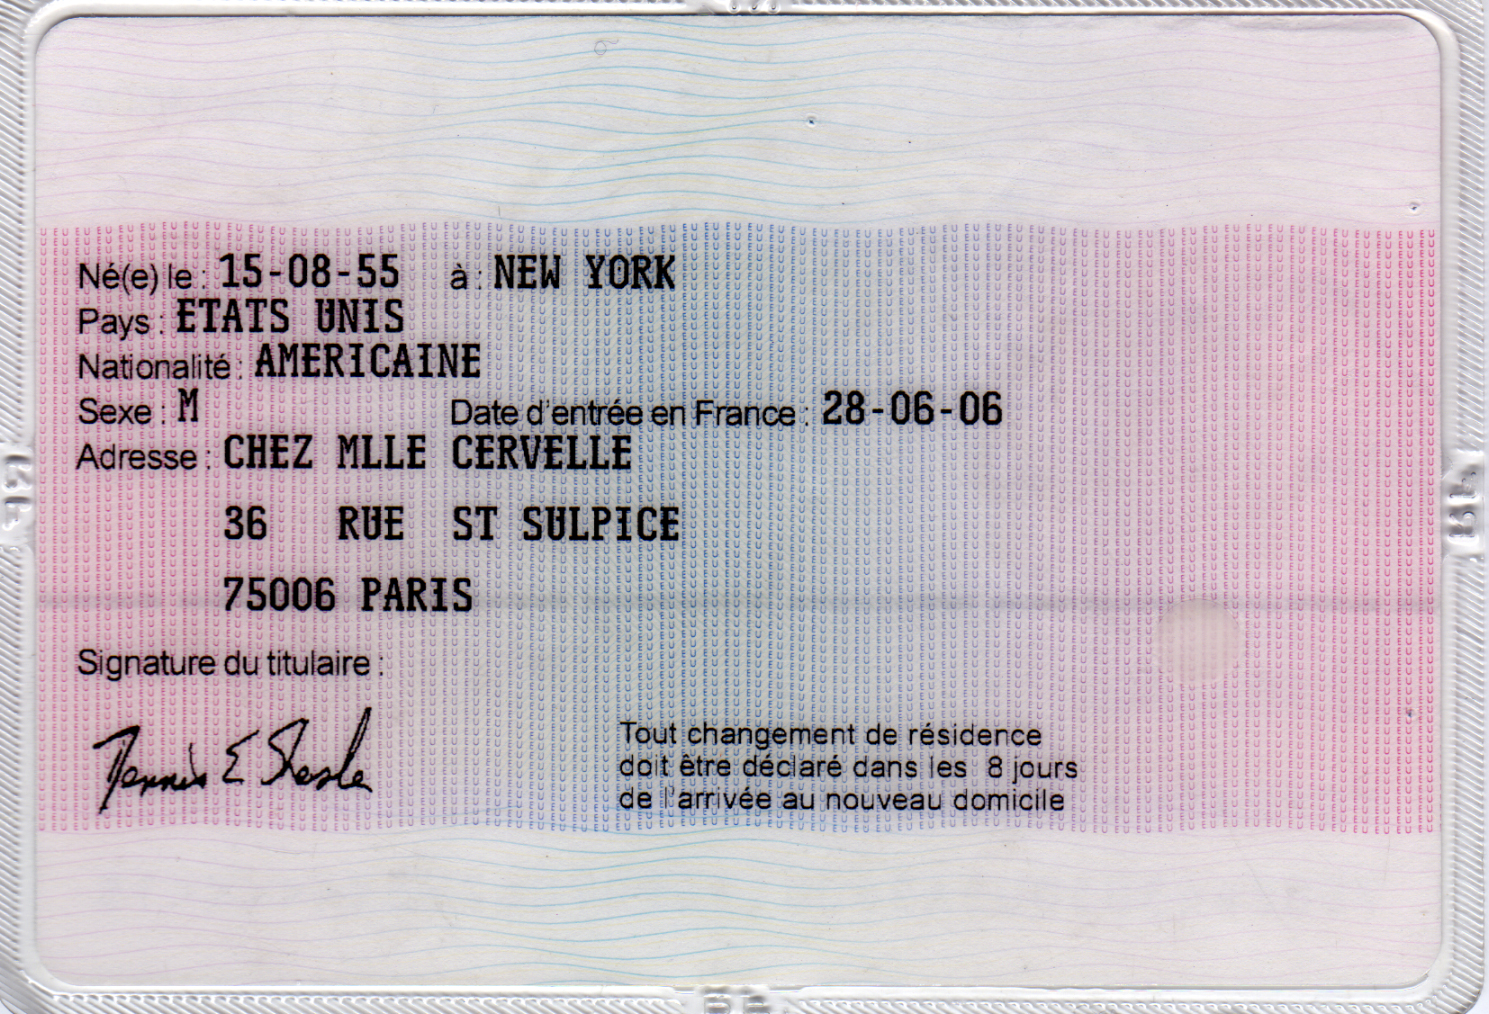 Né(e) le : 15-08-55 à : NEW YORK
Pays : ETATS UNIS
Nationalité : AMERICAINE
Sexe : M Date d'entrée en France : 28-06-06
Adresse : CHEZ MLLE CERVELLE
36 RUE ST SULPICE
75006 PARIS
Signature du titulaire :
Dennis E
Tout changement de résidence
doit être déclaré dans les 8 jours
de l'arrivée au nouveau domicile